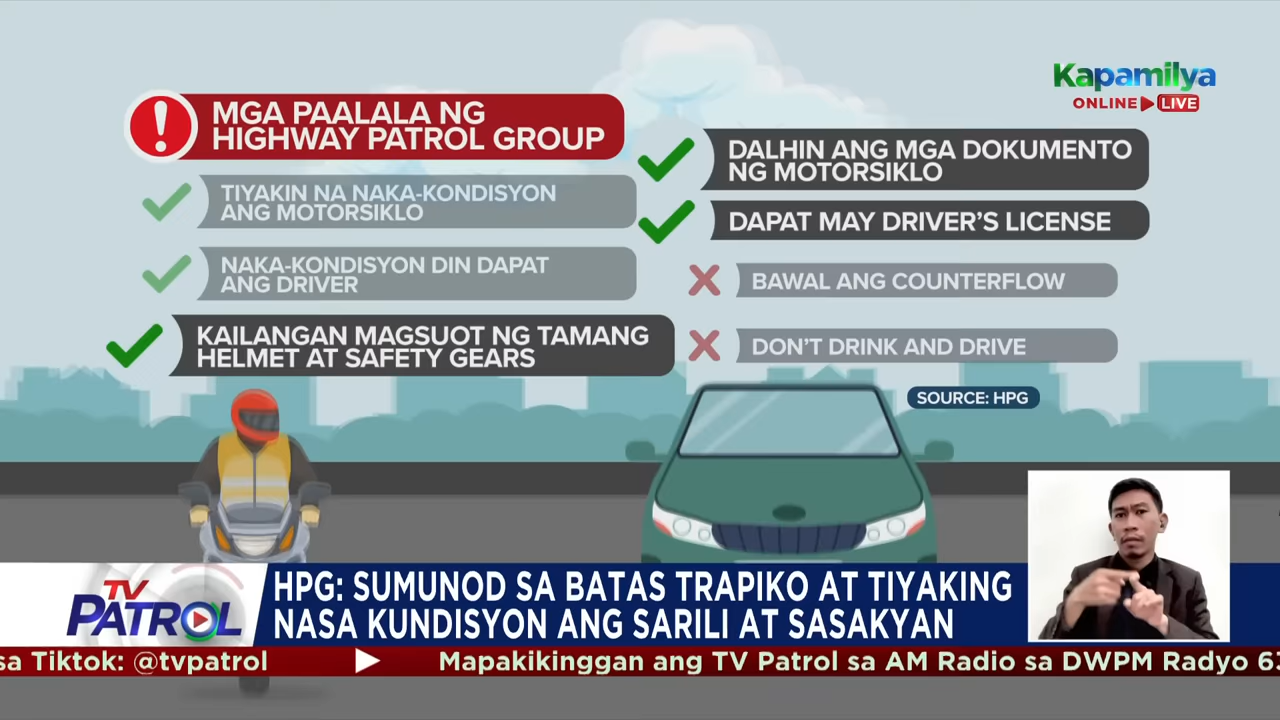 Kapamilya
ONLINE LIVE
!
MGA PAALALA NG
HIGHWAY PATROL GROUP
TIYAKIN NA NAKA-KONDISYON
ANG MOTORSIKLO
NAKA-KONDISYON DIN DAPAT
ANG DRIVER
KAILANGAN MAGSUOT NG TAMANG
HELMET AT SAFETY GEARS
DALHIN ANG MGA DOKUMENTO
NG MOTORSIKLO
DAPAT MAY DRIVER'S LICENSE
BAWAL ANG COUNTERFLOW
DON'T DRINK AND DRIVE
SOURCE: HPG
TV
PATROL
HPG: SUMUNOD SA BATAS TRAPIKO AT TIYAKING
NASA KUNDISYON ANG SARILI AT SASAKYAN
sa Tiktok: @tvpatrol Mapakikinggan ang TV Patrol sa AM Radio sa DWPM Radyo 63